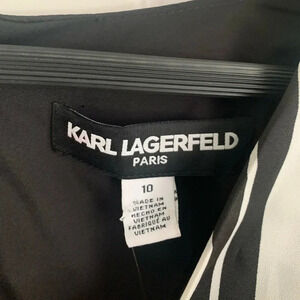 KARL LAGERFELD
PARIS
10
MADE IN
VIETNAM
HECHO EN
VIETNAM
FABRIQUÉ AU
VIETNAM